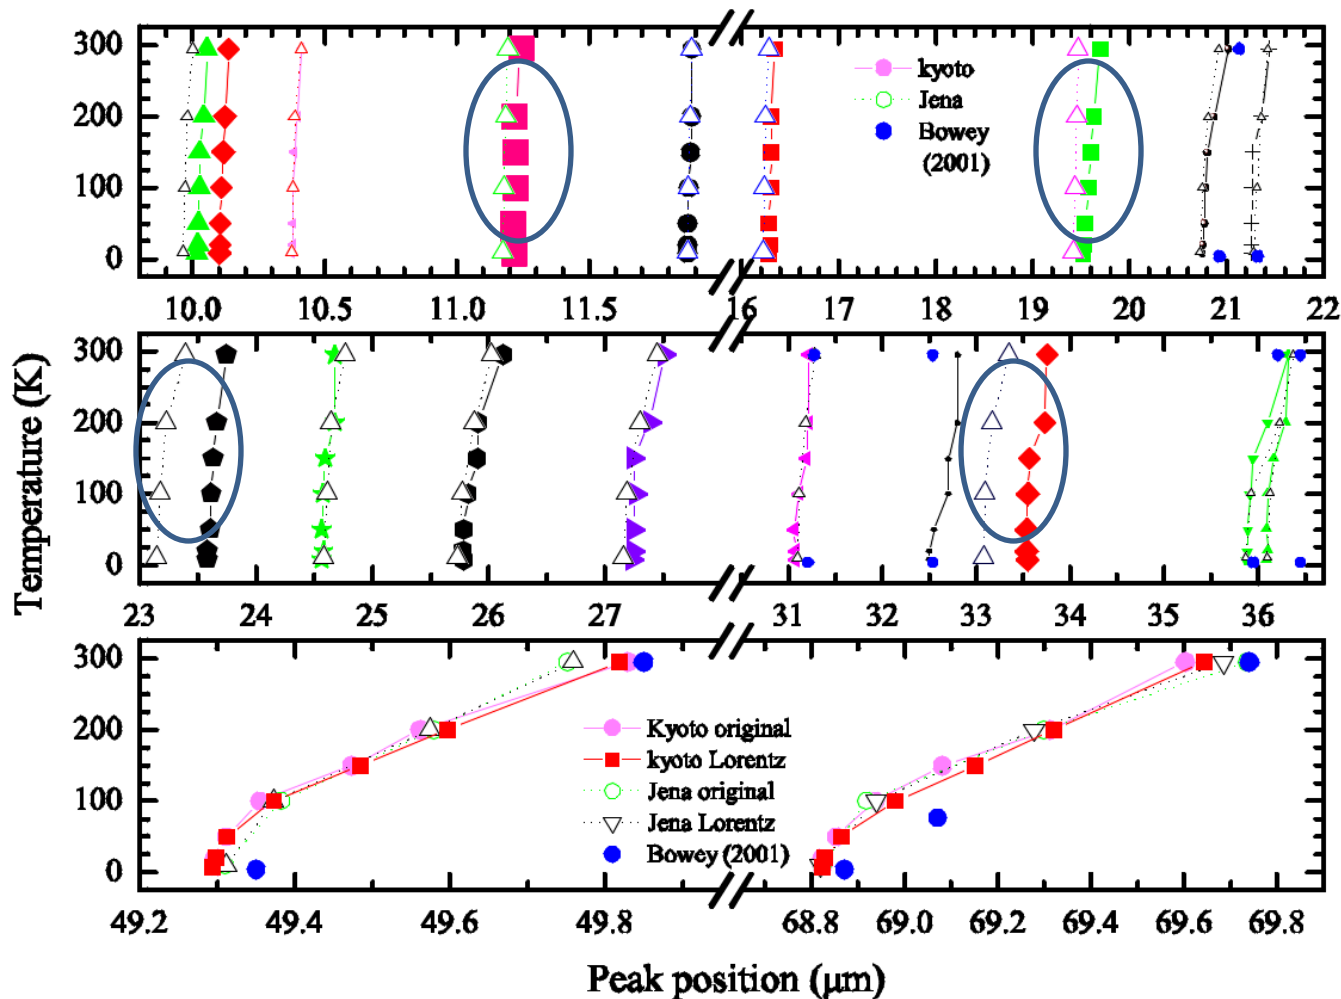 300
200
100
0
kyoto
Jena
Bowey
(2001)
10.0 10.5 11.0 11.5 16 17 18 19 20 21 22
300
200
100
0
23 24 25 26 27 31 32 33 34 35 36
300
200
100
0
Kyoto original
kyoto Lorentz
Jena original
Jena Lorentz
Bowey (2001)
49.2 49.4 49.6 49.8 68.8 69.0 69.2 69.4 69.6 69.8
Temperature (K)
Peak position (μm)